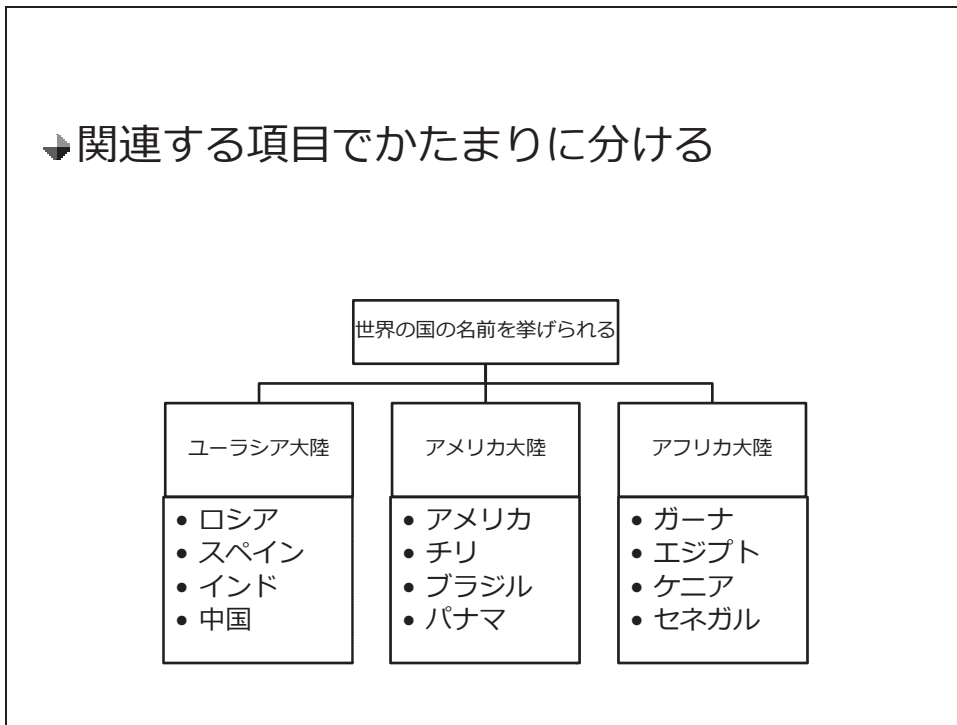 関連する項目でかたまりに分ける
世界の国の名前を挙げられる
ユーラシア大陸
• ロシア
• スペイン
• インド
• 中国
アメリカ大陸
• アメリカ
• チリ
• ブラジル
• パナマ
アフリカ大陸
• ガーナ
• エジプト
• ケニア
• セネガル